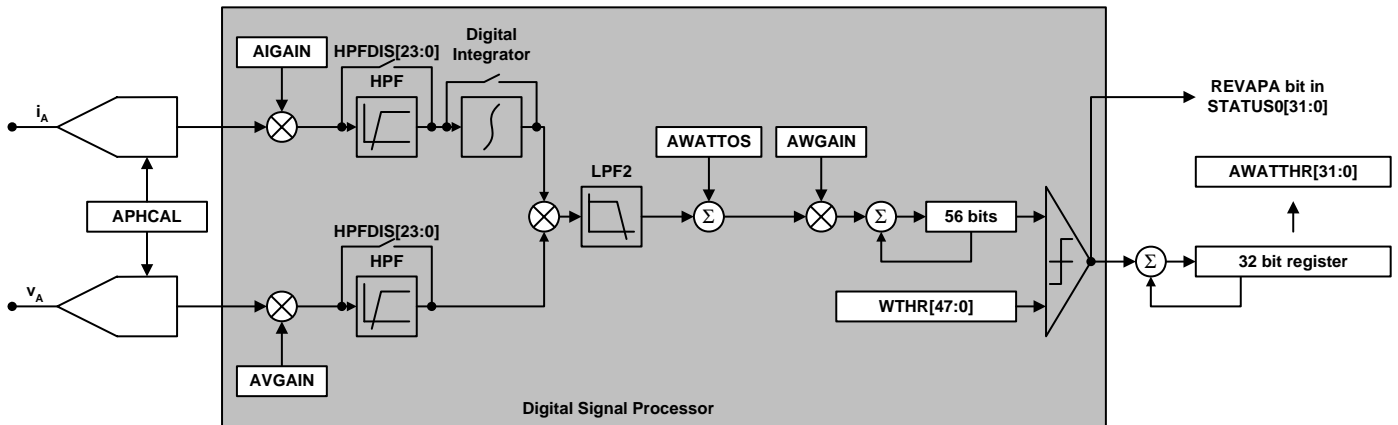 AIGAIN
HPFDIS[23:0]
HPF
Digital
Integrator
iA
APHCAL
vA
HPFDIS[23:0]
HPF
AVGAIN
LPF2
AWATTOS
Σ
AWGAIN
Σ
56 bits
WTHR[47:0]
REVAPA bit in
STATUS0[31:0]
AWATTHR[31:0]
Σ
32 bit register
Digital Signal Processor